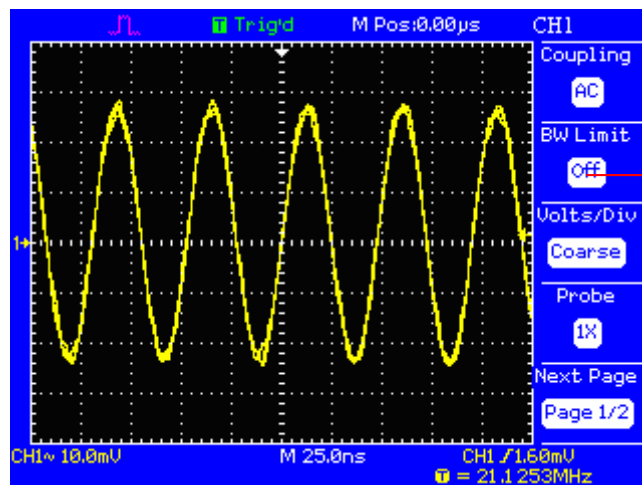 T Trig'd M Pos:0.00μs CH1
Coupling
AC
BW Limit
Off
Volts/Div
Coarse
1
Probe
1X
Next Page
Page 1/2
CH1~ 10.0mV M 25.0ns CH1 /1.60mV
T = 21.1253MHz